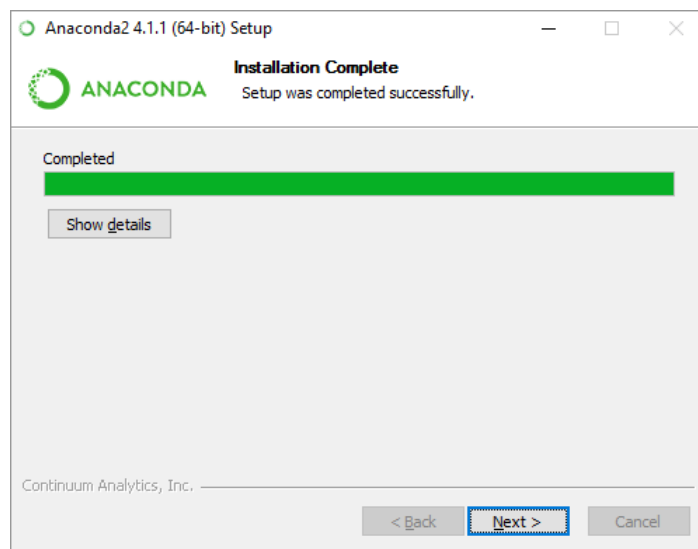 Anaconda2 4.1.1 (64-bit) Setup
ANACONDA
Installation Complete
Setup was completed successfully.
Completed
Show details
Continuum Analytics, Inc.
< Back
Next >
Cancel